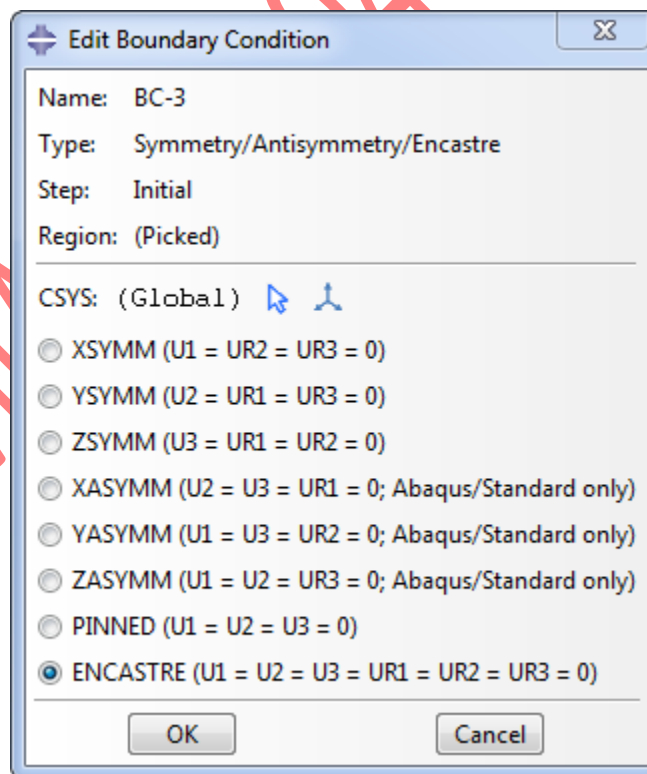 Edit Boundary Condition
Name: BC-3
Type: Symmetry/Antisymmetry/Encastre
Step: Initial
Region: (Picked)
CSYS: (Global)
XSYMM (U1 = UR2 = UR3 = 0)
YSYMM (U2 = UR1 = UR3 = 0)
ZSYMM (U3 = UR1 = UR2 = 0)
XASYMM (U2 = U3 = UR1 = 0; Abaqus/Standard only)
YASYMM (U1 = U3 = UR2 = 0; Abaqus/Standard only)
ZASYMM (U1 = U2 = UR3 = 0; Abaqus/Standard only)
PINNED (U1 = U2 = U3 = 0)
ENCASTRE (U1 = U2 = U3 = UR1 = UR2 = UR3 = 0)
OK Cancel